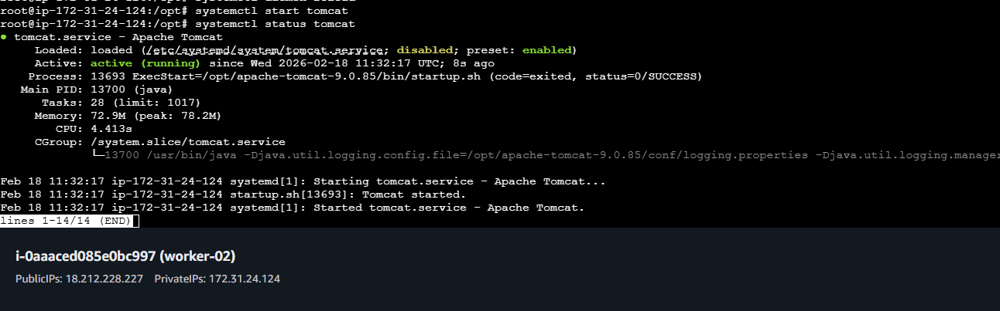 root@ip-172-31-24-124:/opt# systemctl start tomcat
root@ip-172-31-24-124:/opt# systemctl status tomcat
● tomcat.service - Apache Tomcat
Loaded: loaded (/etc/systemd/system/tomcat.service; disabled; preset: enabled)
Active: active (running) since Wed 2026-02-18 11:32:17 UTC; 8s ago
Process: 13693 ExecStart=/opt/apache-tomcat-9.0.85/bin/startup.sh (code=exited, status=0/SUCCESS)
Main PID: 13700 (java)
Tasks: 28 (limit: 1017)
Memory: 72.9M (peak: 78.2M)
CPU: 4.413s
CGroup: /system.slice/tomcat.service
└─13700 /usr/bin/java -Djava.util.logging.config.file=/opt/apache-tomcat-9.0.85/conf/logging.properties -Djava.util.logging.manager
Feb 18 11:32:17 ip-172-31-24-124 systemd[1]: Starting tomcat.service - Apache Tomcat...
Feb 18 11:32:17 ip-172-31-24-124 startup.sh[13693]: Tomcat started.
Feb 18 11:32:17 ip-172-31-24-124 systemd[1]: Started tomcat.service - Apache Tomcat.
lines 1-14/14 (END)
i-0aaaced085e0bc997 (worker-02)
PublicIPs: 18.212.228.227 PrivateIPs: 172.31.24.124